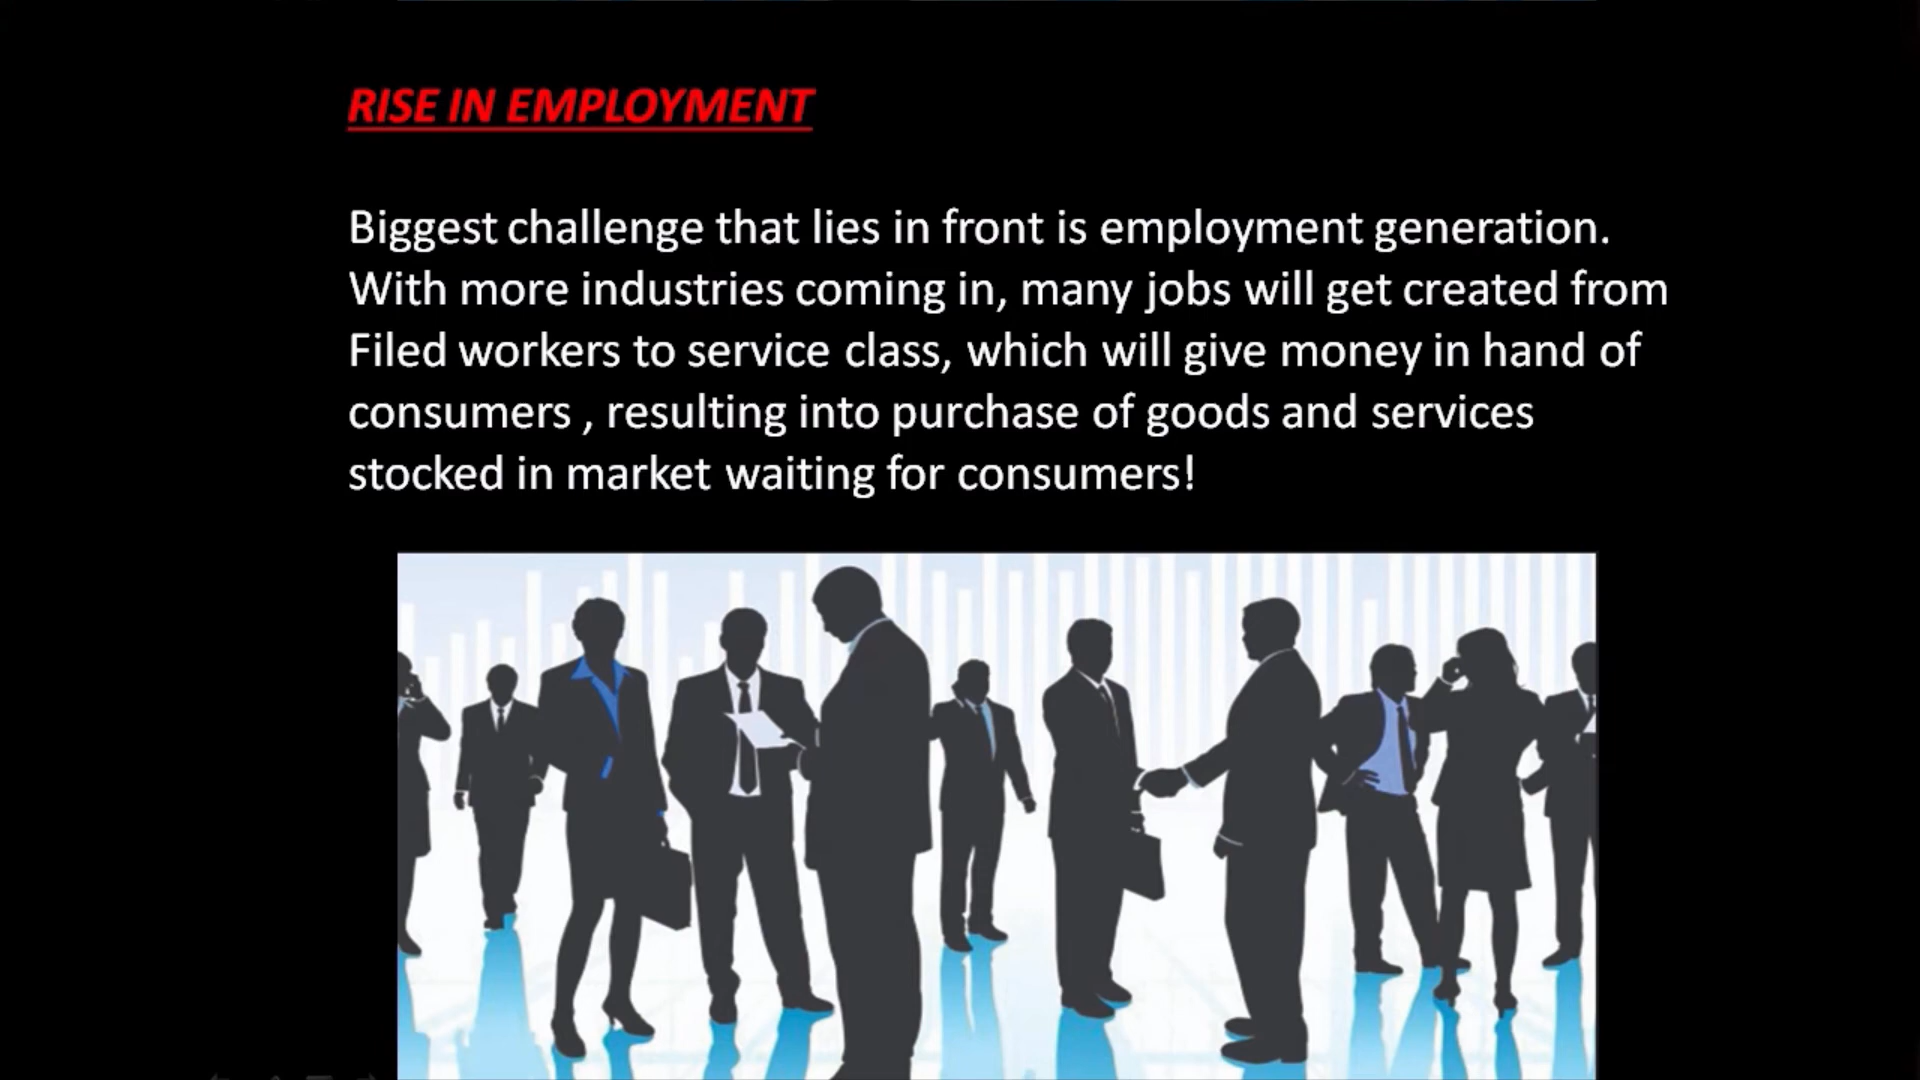 RISE IN EMPLOYMENT
Biggest challenge that lies in front is employment generation.
With more industries coming in, many jobs will get created from
Filed workers to service class, which will give money in hand of
consumers , resulting into purchase of goods and services
stocked in market waiting for consumers!